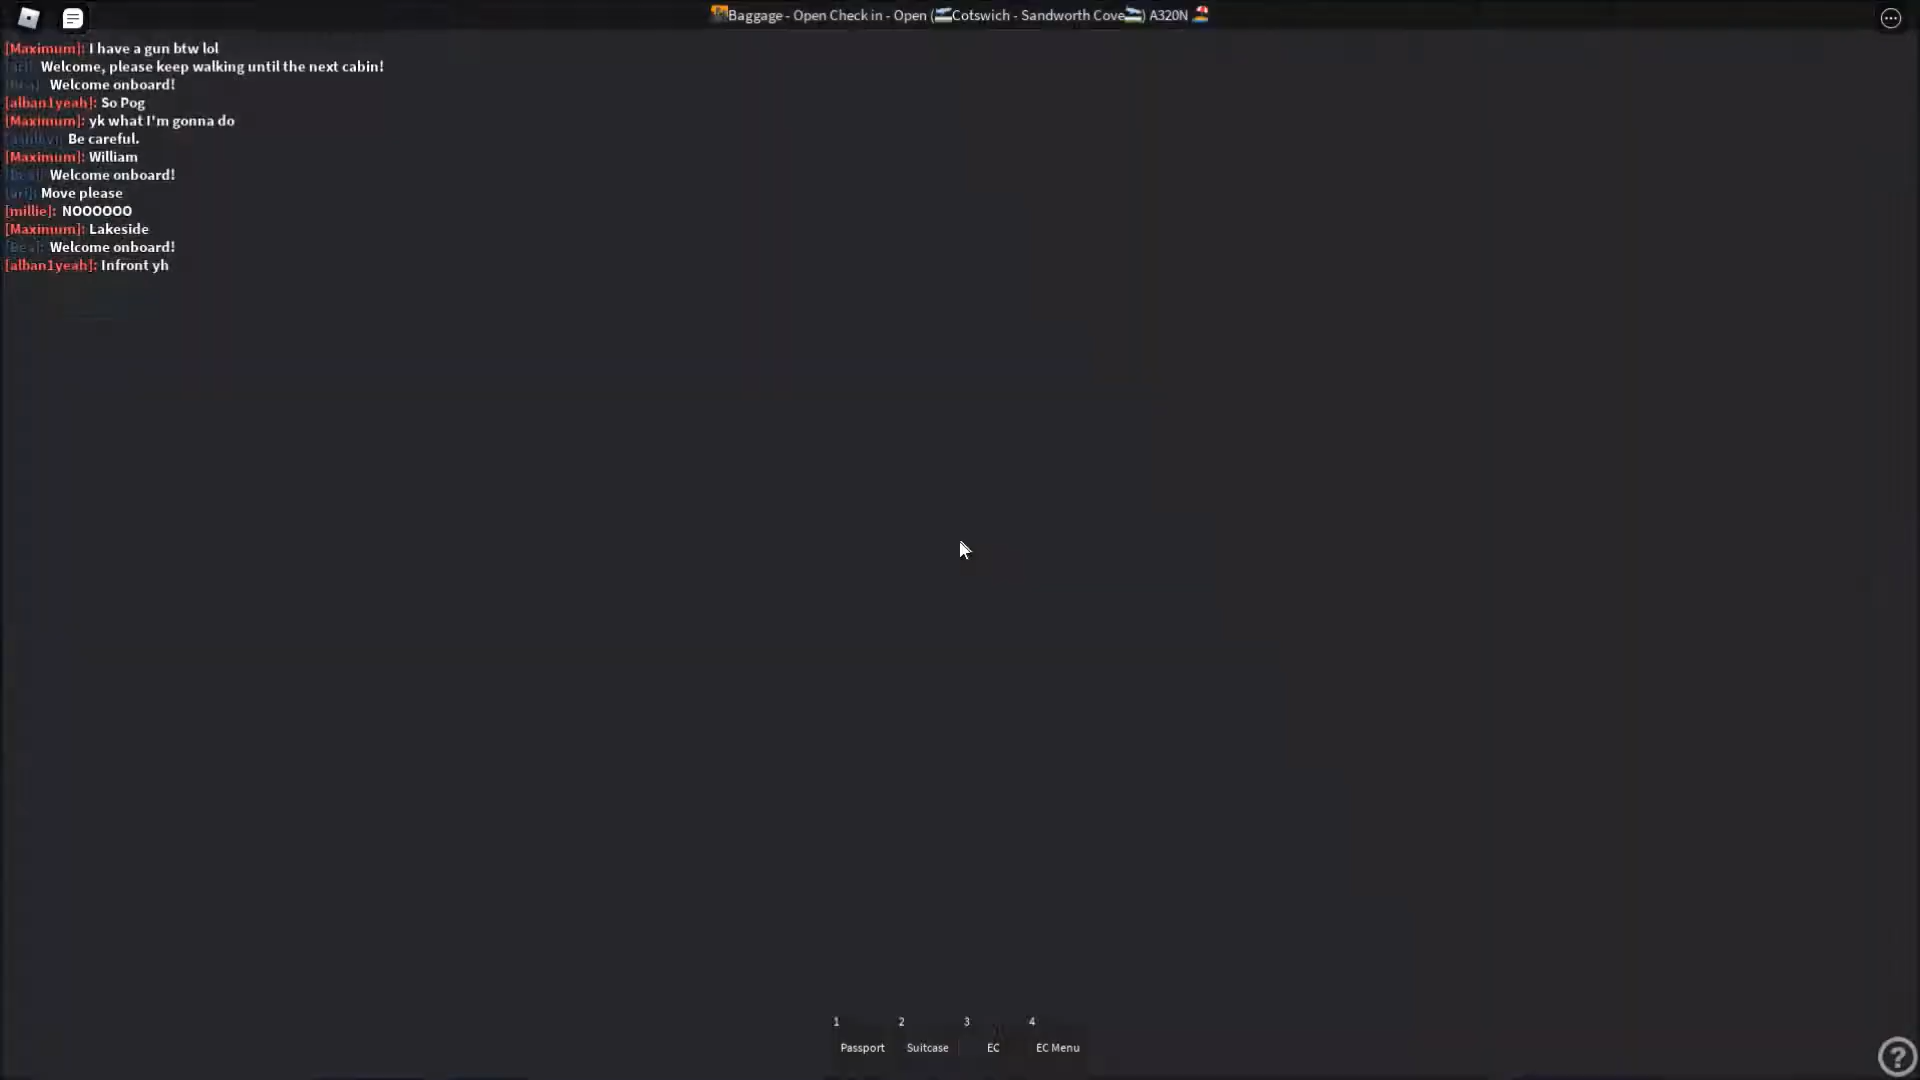 Baggage - Open Check in - Open (Cotswich - Sandworth Cove) A320N
[Maximum]: I have a gun btw lol
Welcome, please keep walking until the next cabin!
Welcome onboard!
[alban1yeah]: So Pog
[Maximum]: yk what I'm gonna do
Be careful.
[Maximum]: William
Welcome onboard!
[ari]: Move please
[millie]: NOOOOOO
[Maximum]: Lakeside
[Bea]: Welcome onboard!
[alban1yeah]: Infront yh
1 2 3 4
Passport Suitcase EC EC Menu
?